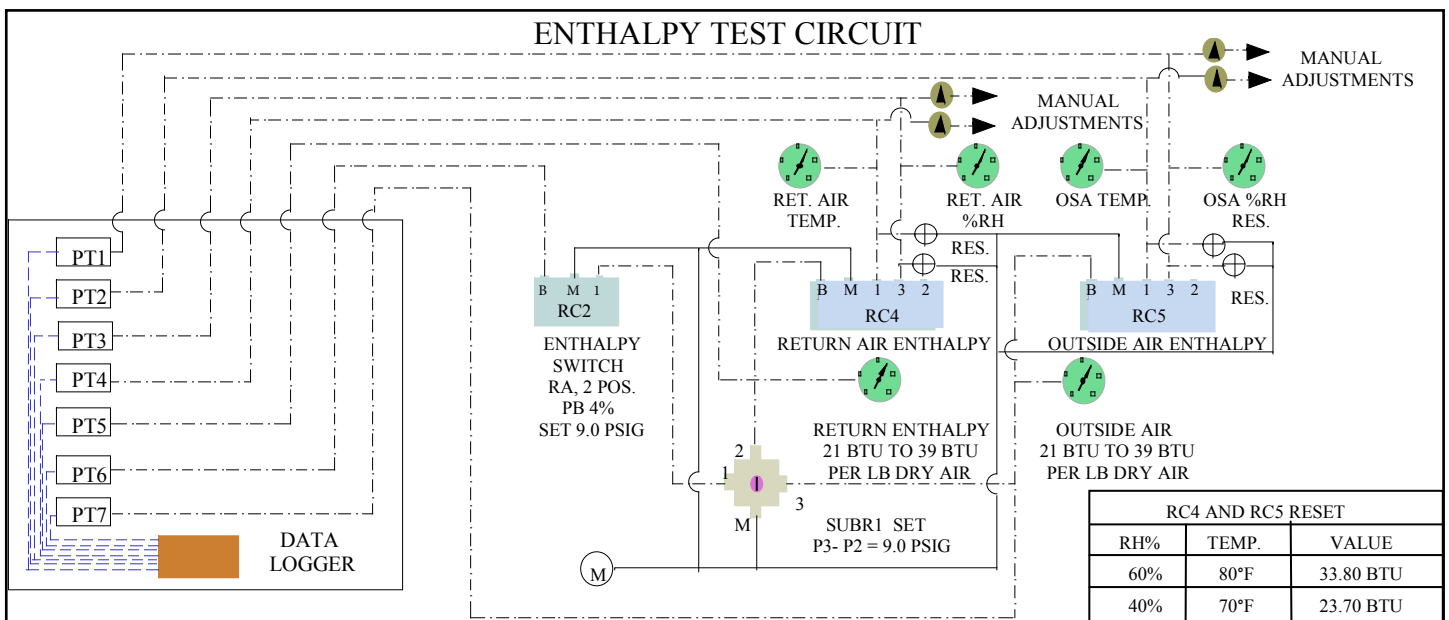 ENTHALPY TEST CIRCUIT
MANUAL
ADJUSTMENTS
MANUAL
ADJUSTMENTS
RET. AIR
TEMP.
RET. AIR
%RH
OSA TEMP.
OSA %RH
RES.
RES.
RES.
RES.
PT1
PT2
PT3
PT4
PT5
PT6
PT7
DATA
LOGGER
B M 1
RC2
ENTHALPY
SWITCH
RA, 2 POS.
PB 4%
SET 9.0 PSIG
B M 1 3 2
RC4
RETURN AIR ENTHALPY
B M 1 3 2
RC5
OUTSIDE AIR ENTHALPY
RETURN ENTHALPY
21 BTU TO 39 BTU
PER LB DRY AIR
OUTSIDE AIR
21 BTU TO 39 BTU
PER LB DRY AIR
2
1
3
M
SUBR1 SET
P3- P2 = 9.0 PSIG
M
RC4 AND RC5 RESET
RH% TEMP. VALUE
60% 80°F 33.80 BTU
40% 70°F 23.70 BTU